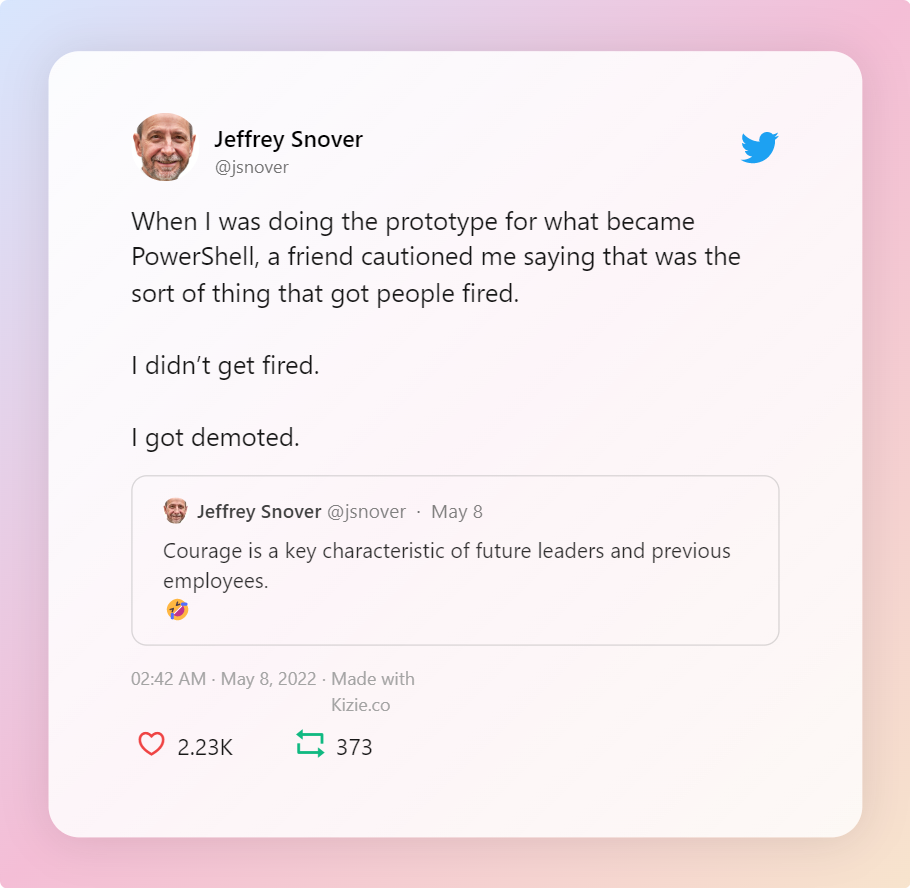 Jeffrey Snover
@jsnover
When I was doing the prototype for what became
PowerShell, a friend cautioned me saying that was the
sort of thing that got people fired.
I didn’t get fired.
I got demoted.
Jeffrey Snover @jsnover · May 8
Courage is a key characteristic of future leaders and previous
employees.
🤣
02:42 AM · May 8, 2022 · Made with
Kizie.co
2.23K 373